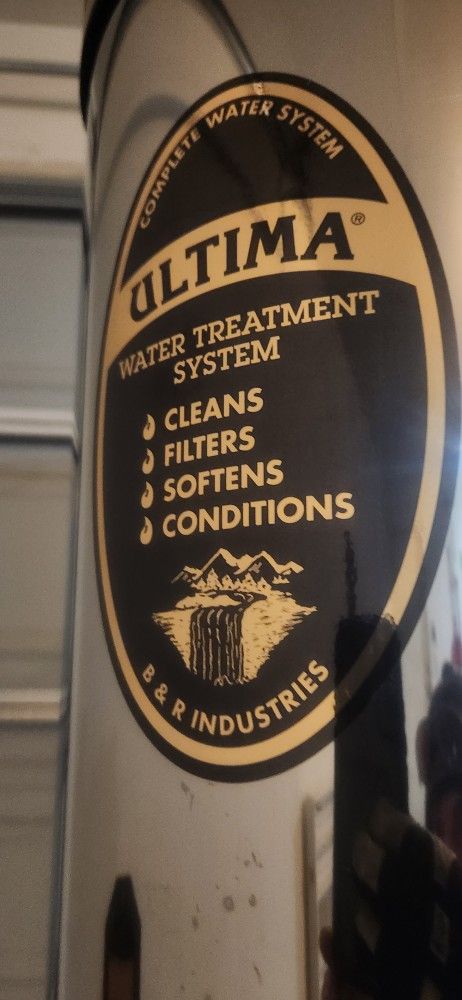 COMPLETE WATER SYSTEM
ULTIMA®
WATER TREATMENT
SYSTEM
CLEANS
FILTERS
SOFTENS
CONDITIONS
B & R INDUSTRIES